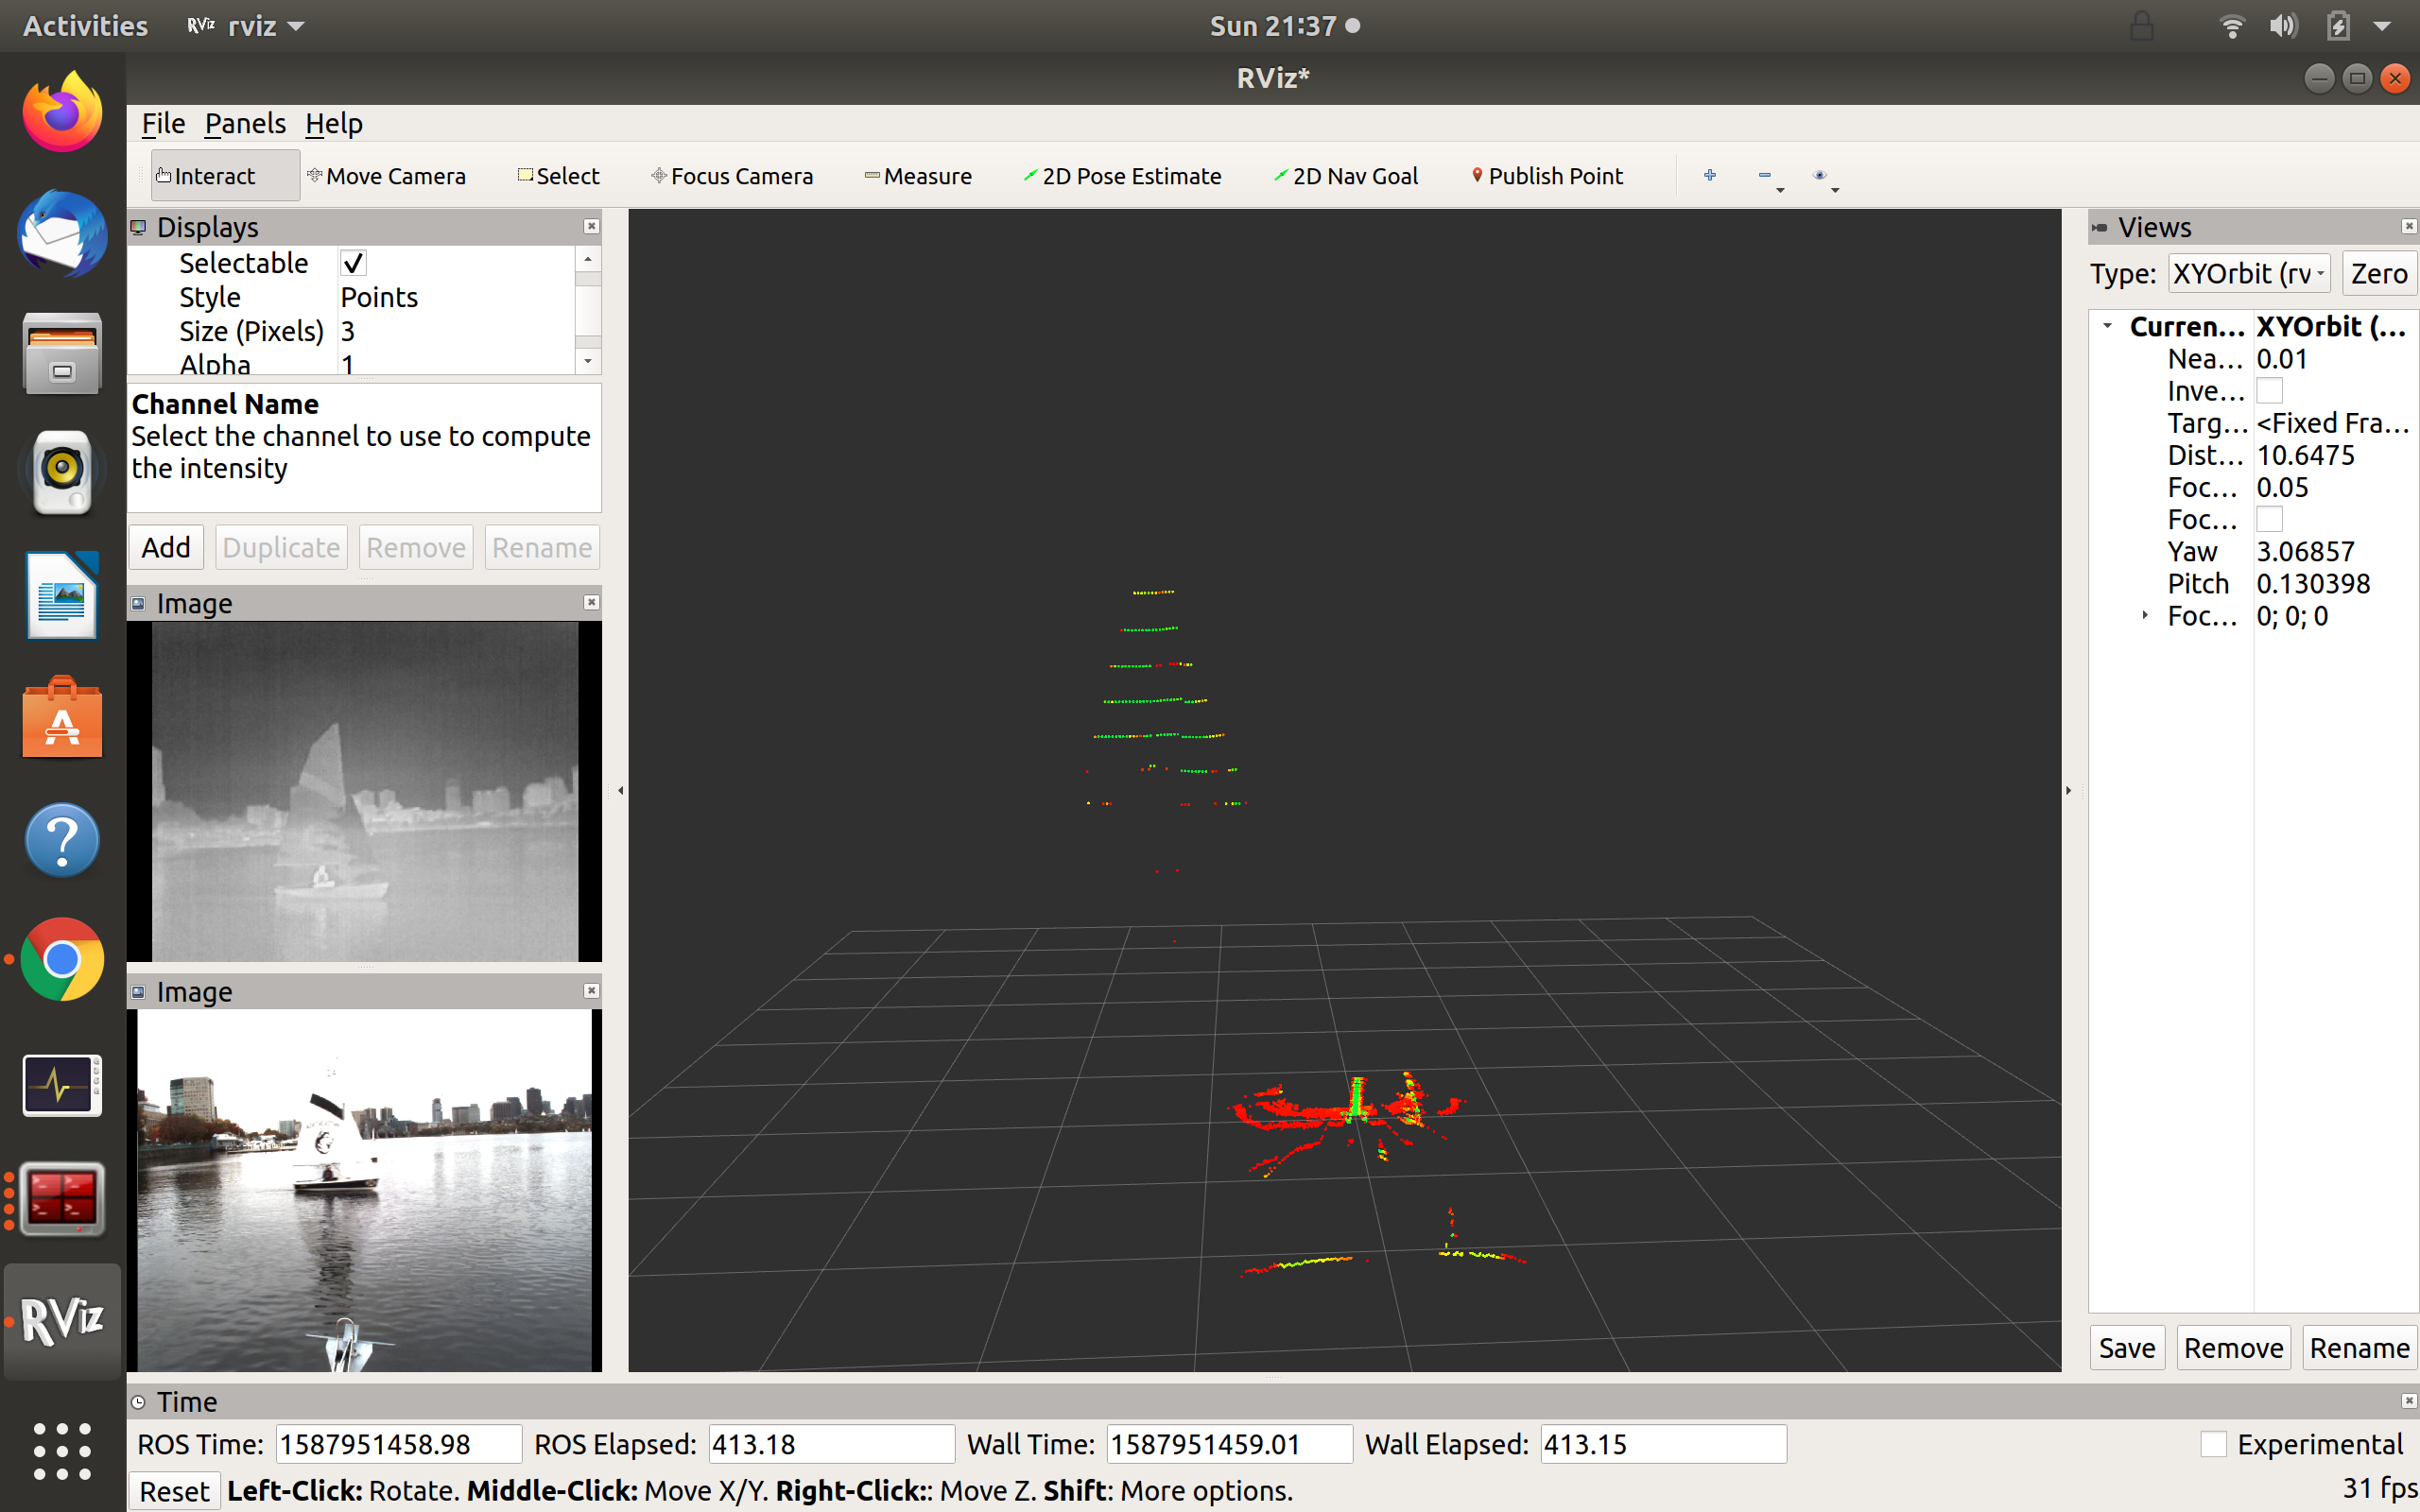 Activities RViz rviz Sun 21:37
RViz*
File Panels Help
Interact Move Camera Select Focus Camera Measure 2D Pose Estimate 2D Nav Goal Publish Point
Displays
Selectable
Style Points
Size (Pixels) 3
Alpha 1
Channel Name
Select the channel to use to compute
the intensity
Add Duplicate Remove Rename
Image
Image
Views
Type: XYOrbit (rv Zero
Curren... XYOrbit (...
Nea... 0.01
Inve...
Targ... <Fixed Fra...
Dist... 10.6475
Foc... 0.05
Foc...
Yaw 3.06857
Pitch 0.130398
Foc... 0; 0; 0
Save Remove Rename
RViz
Time
ROS Time: 1587951458.98 ROS Elapsed: 413.18 Wall Time: 1587951459.01 Wall Elapsed: 413.15 Experimental
Reset Left-Click: Rotate. Middle-Click: Move X/Y. Right-Click:: Move Z. Shift: More options. 31 fps